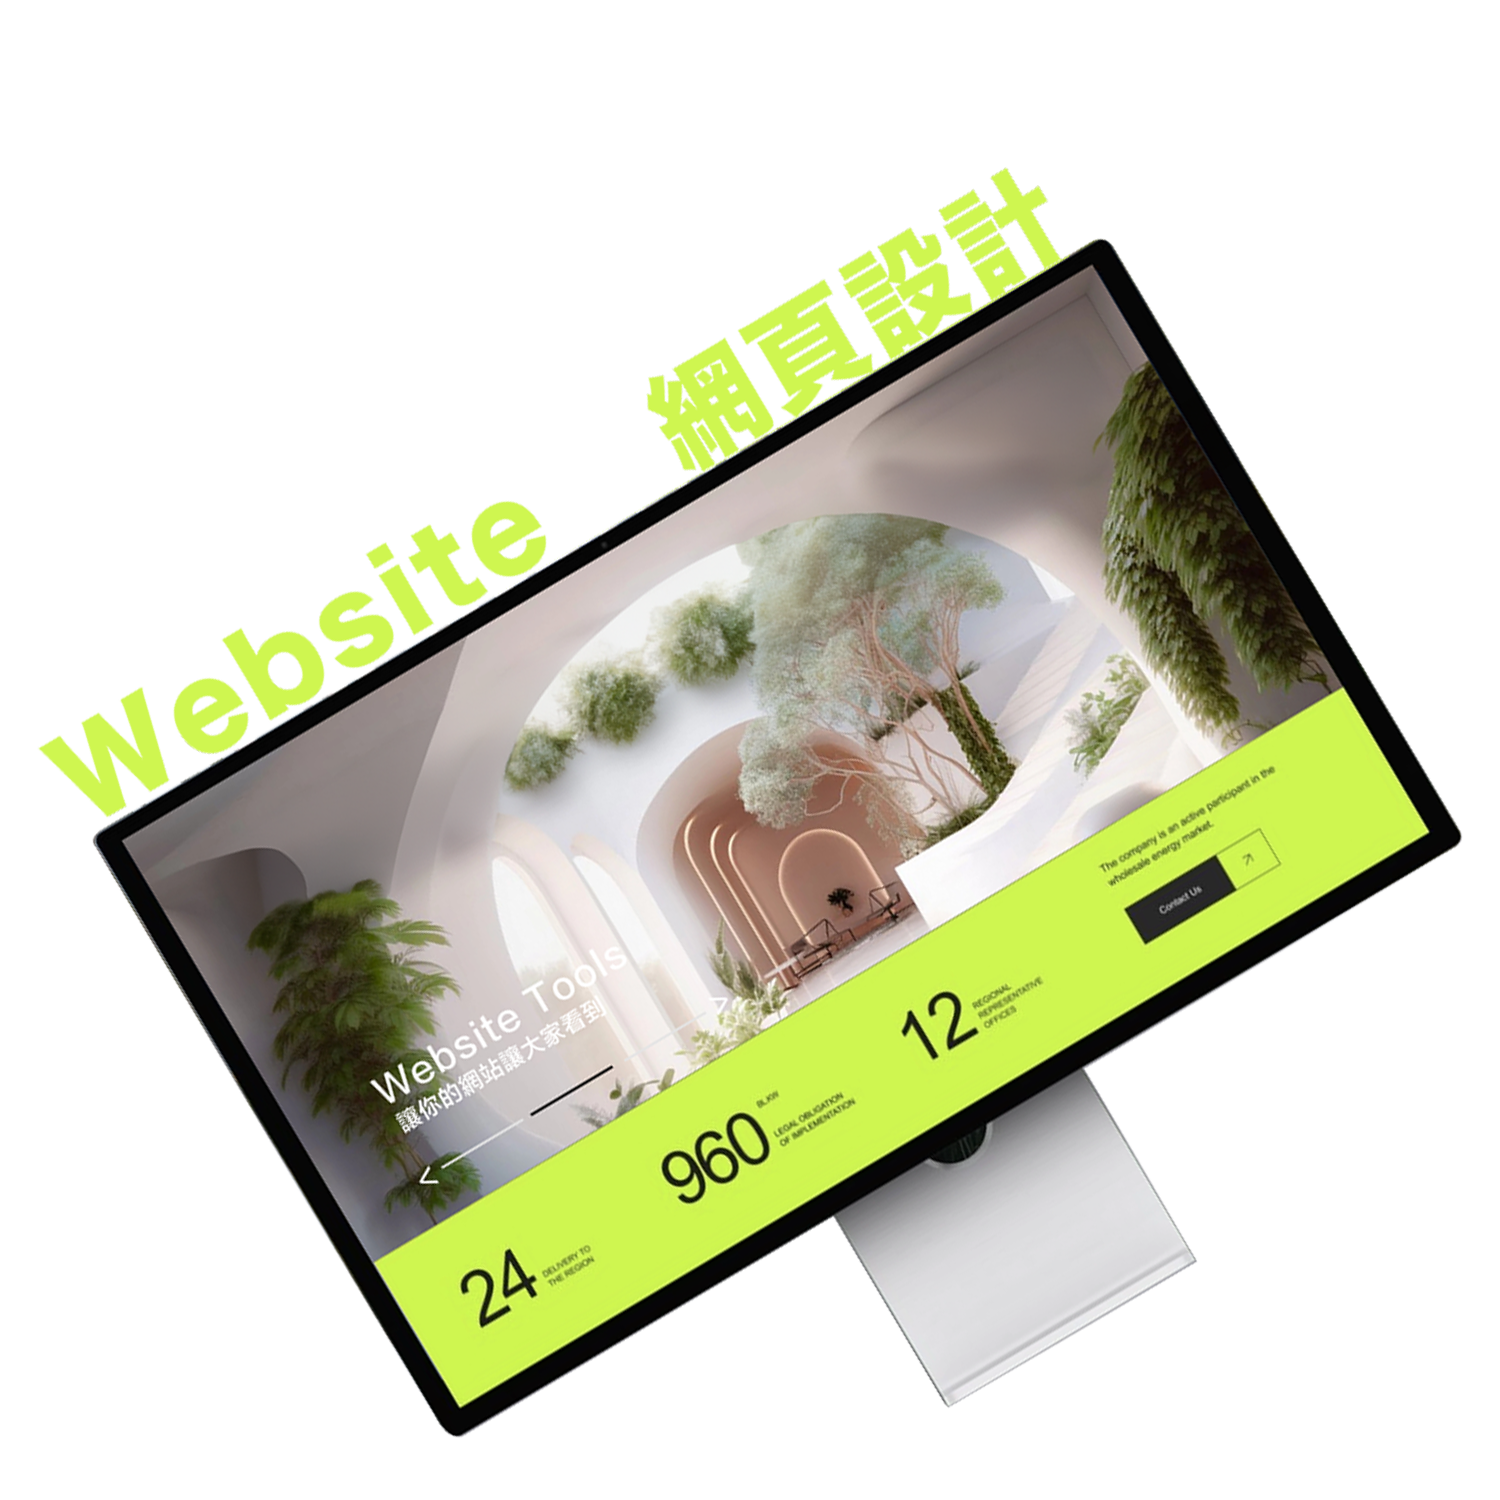 Website 網頁設計
Website Tools
讓你的網站讓大家看到
The company is an active participant in the
wholesale energy market.
Contact Us
24
DELIVERY TO
THE REGION
960
LEGAL OBLIGATION
OF IMPLEMENTATION
12
REGIONAL
REPRESENTATIVE
OFFICES